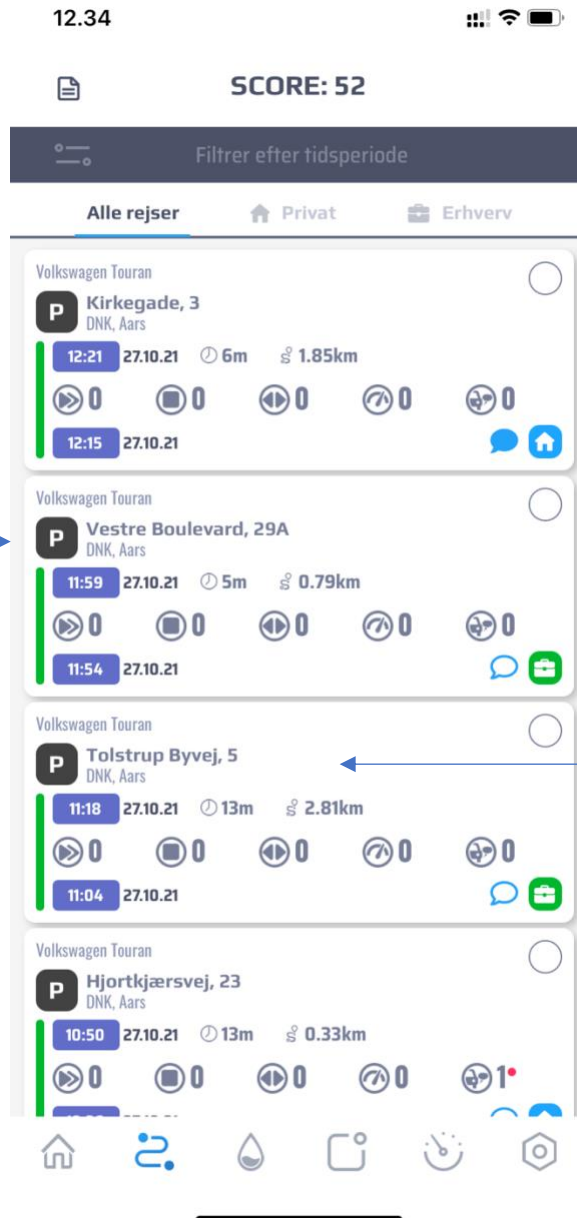 12.34
SCORE: 52
Filtrer efter tidsperiode
Alle rejser Privat Erhverv
Volkswagen Touran
P Kirkegade, 3
DNK, Aars
12:21 27.10.21 6m 1.85km
0 0 0 0 0
12:15 27.10.21
Volkswagen Touran
P Vestre Boulevard, 29A
DNK, Aars
11:59 27.10.21 5m 0.79km
0 0 0 0 0
11:54 27.10.21
Volkswagen Touran
P Tolstrup Byvej, 5
DNK, Aars
11:18 27.10.21 13m 2.81km
0 0 0 0 0
11:04 27.10.21
Volkswagen Touran
P Hjortkjærsvej, 23
DNK, Aars
10:50 27.10.21 13m 0.33km
0 0 0 0 1